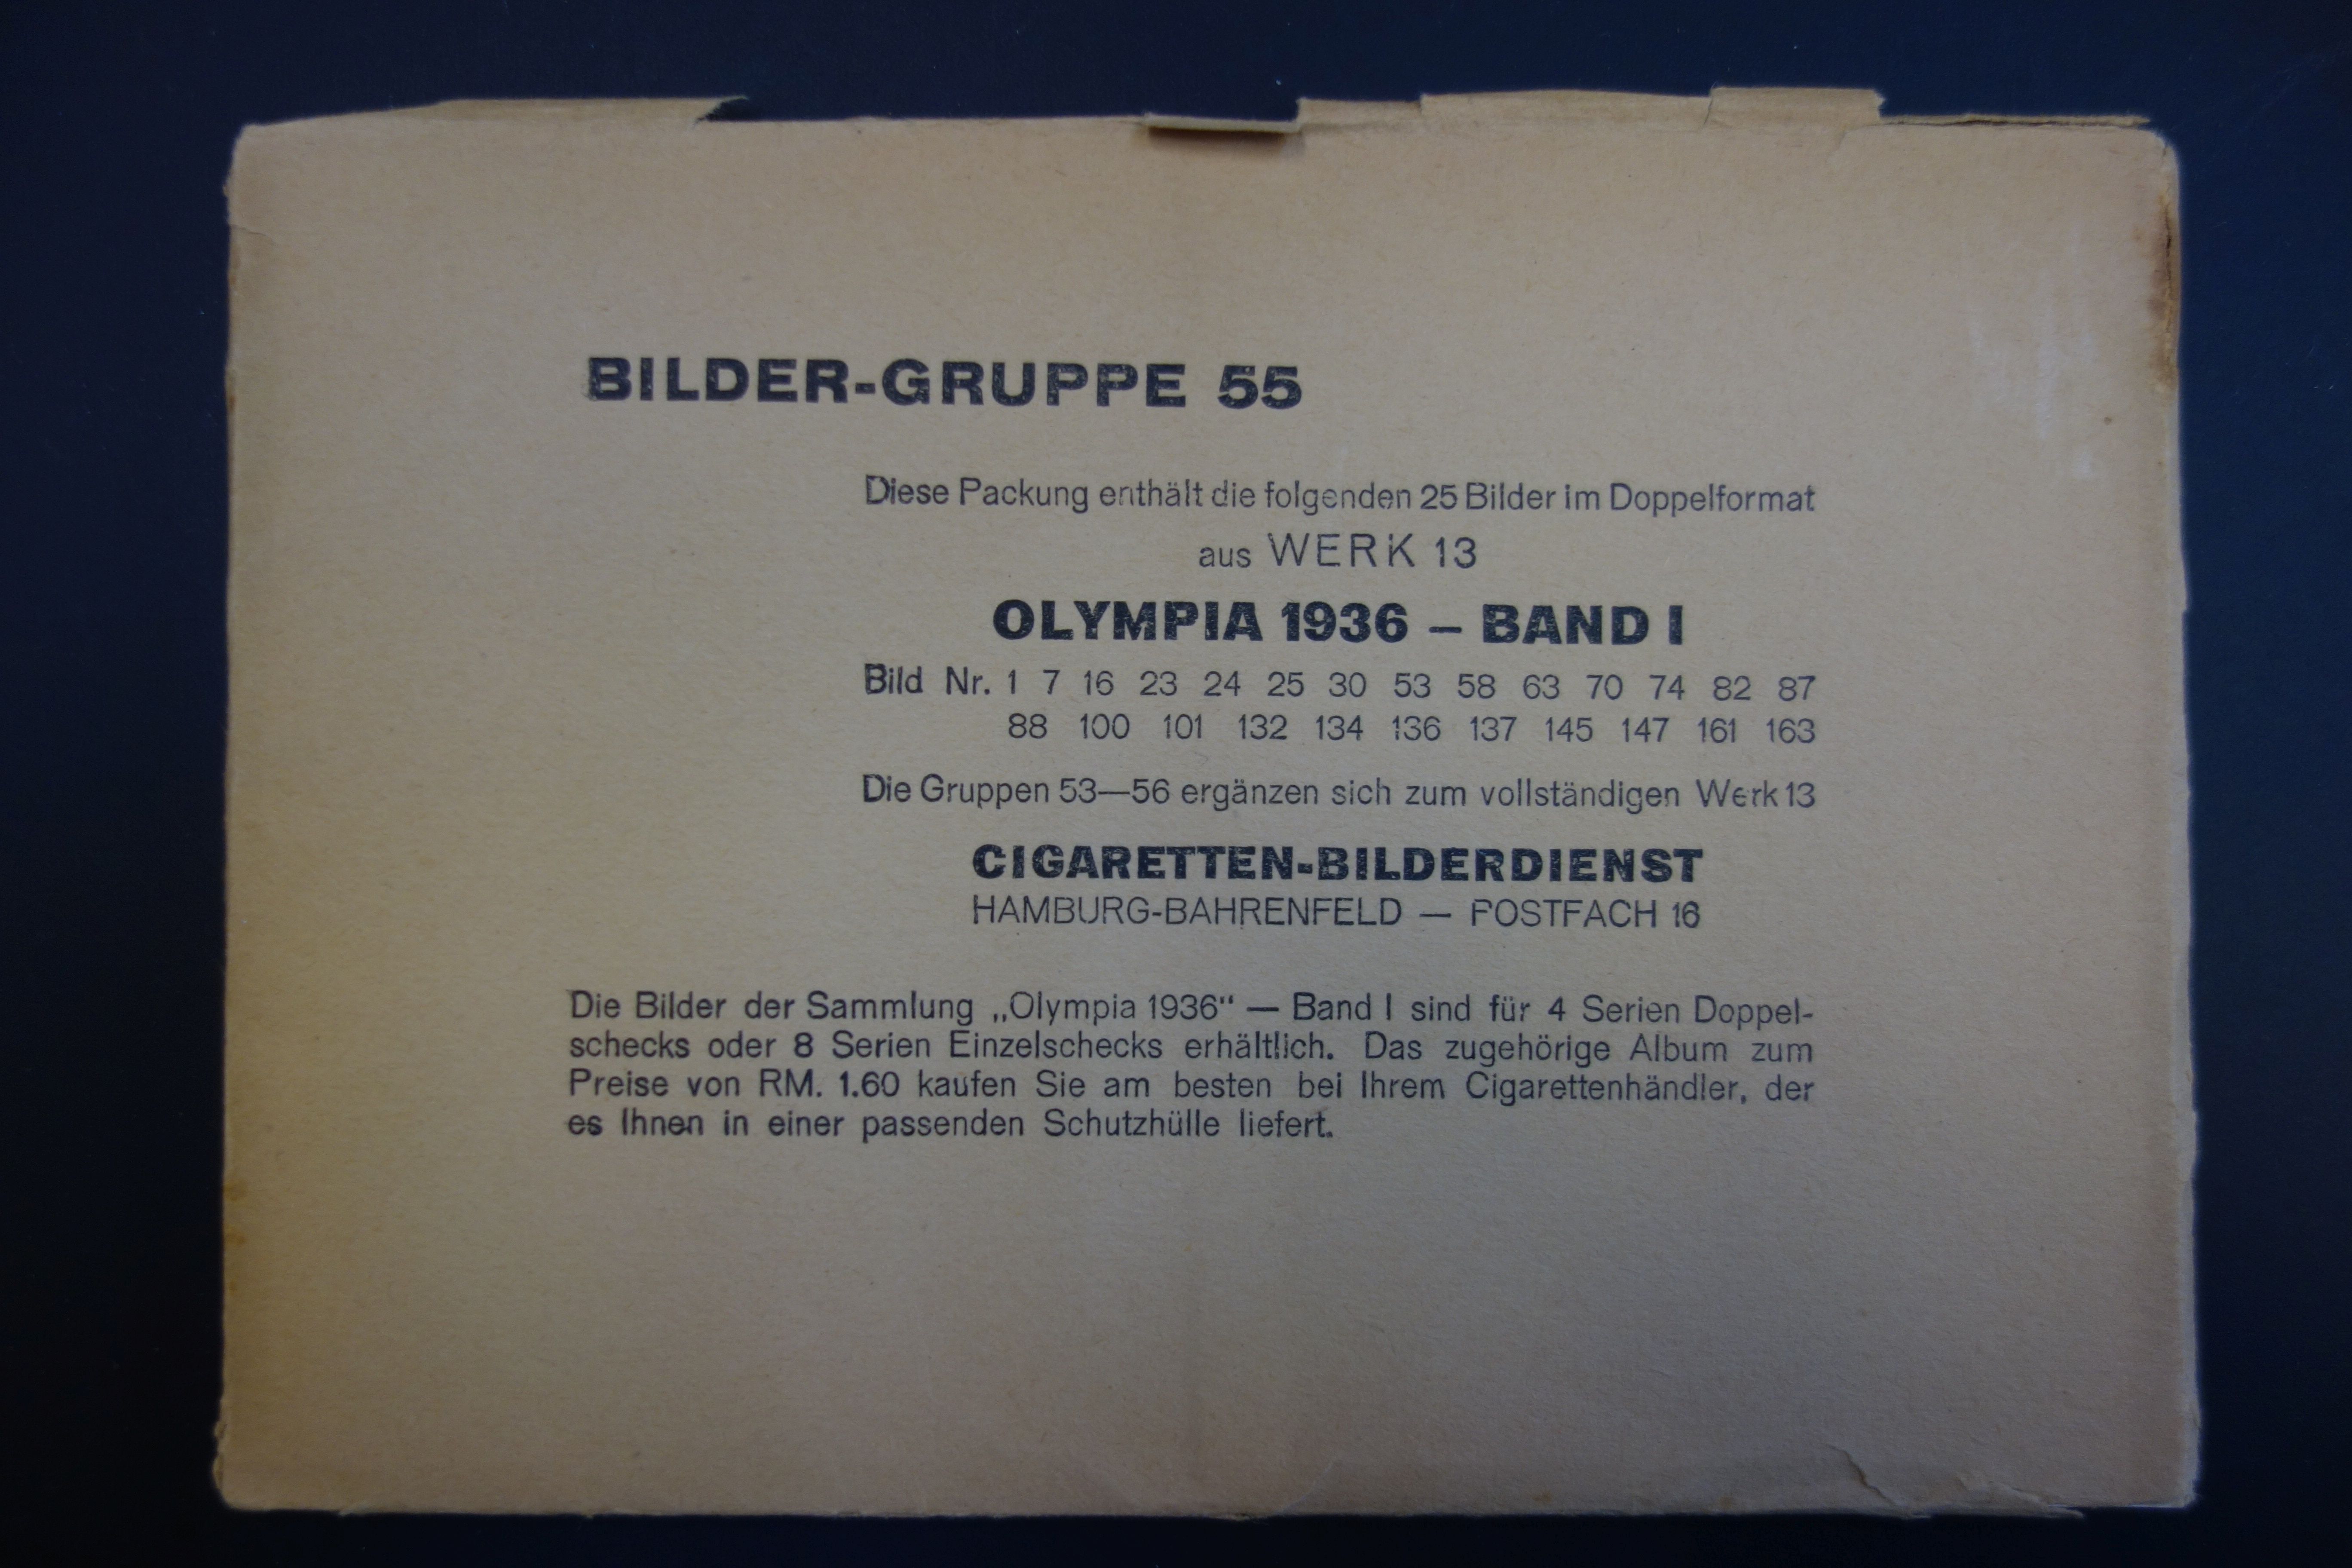 BILDER-GRUPPE 55
Diese Packung enthält die folgenden 25 Bilder im Doppelformat
aus WERK 13
OLYMPIA 1936 – BAND I
Bild Nr. 1 7 16 23 24 25 30 53 58 63 70 74 82 87
88 100 101 132 134 136 137 145 147 161 163
Die Gruppen 53—56 ergänzen sich zum vollständigen Werk 13
CIGARETTEN-BILDERDIENST
HAMBURG-BAHRENFELD — POSTFACH 16
Die Bilder der Sammlung „Olympia 1936“ — Band I sind für 4 Serien Doppel-
schecks oder 8 Serien Einzelschecks erhältlich. Das zugehörige Album zum
Preise von RM. 1.60 kaufen Sie am besten bei Ihrem Cigarettenhändler, der
es Ihnen in einer passenden Schutzhülle liefert.